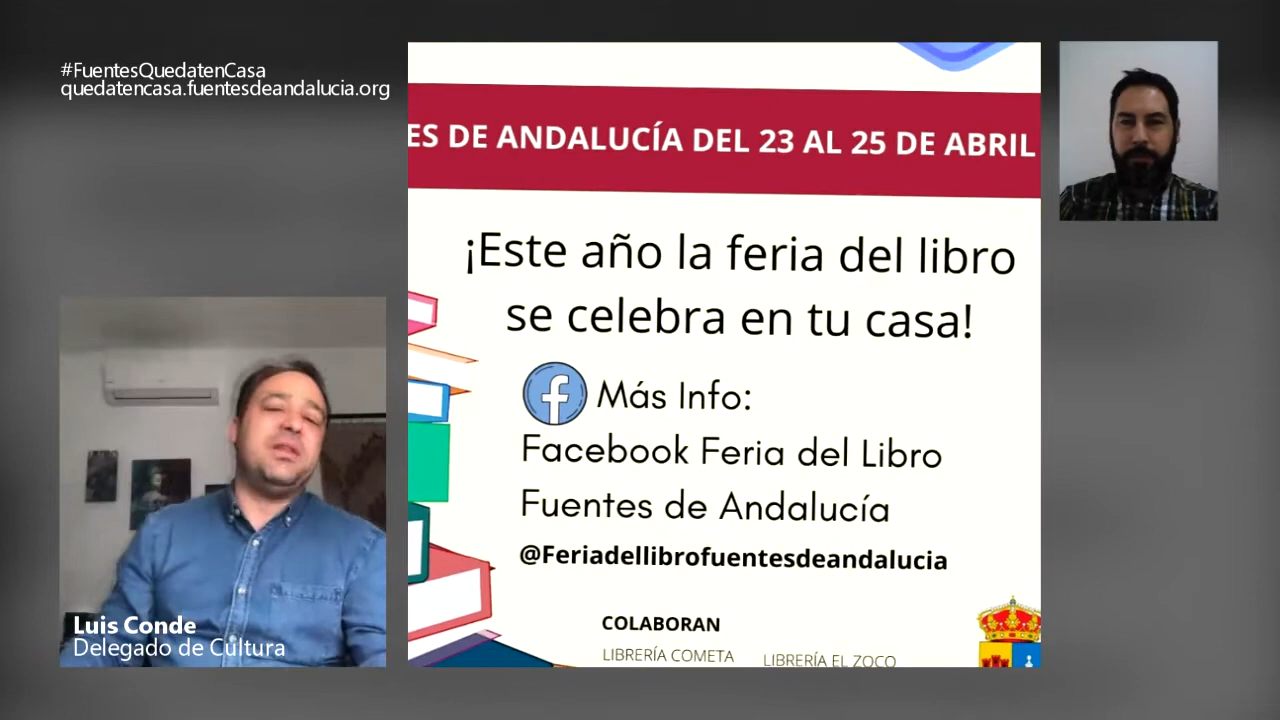 #FuentesQuedatenCasa
quedatencasa.fuentesdeandalucia.org
ES DE ANDALUCÍA DEL 23 AL 25 DE ABRIL
¡Este año la feria del libro
se celebra en tu casa!
Más Info:
Facebook Feria del Libro
Fuentes de Andalucía
@Feriadellibrofuentesdeandalucia
COLABORAN
LIBRERÍA COMETA LIBRERÍA EL ZOCO
Luis Conde
Delegado de Cultura